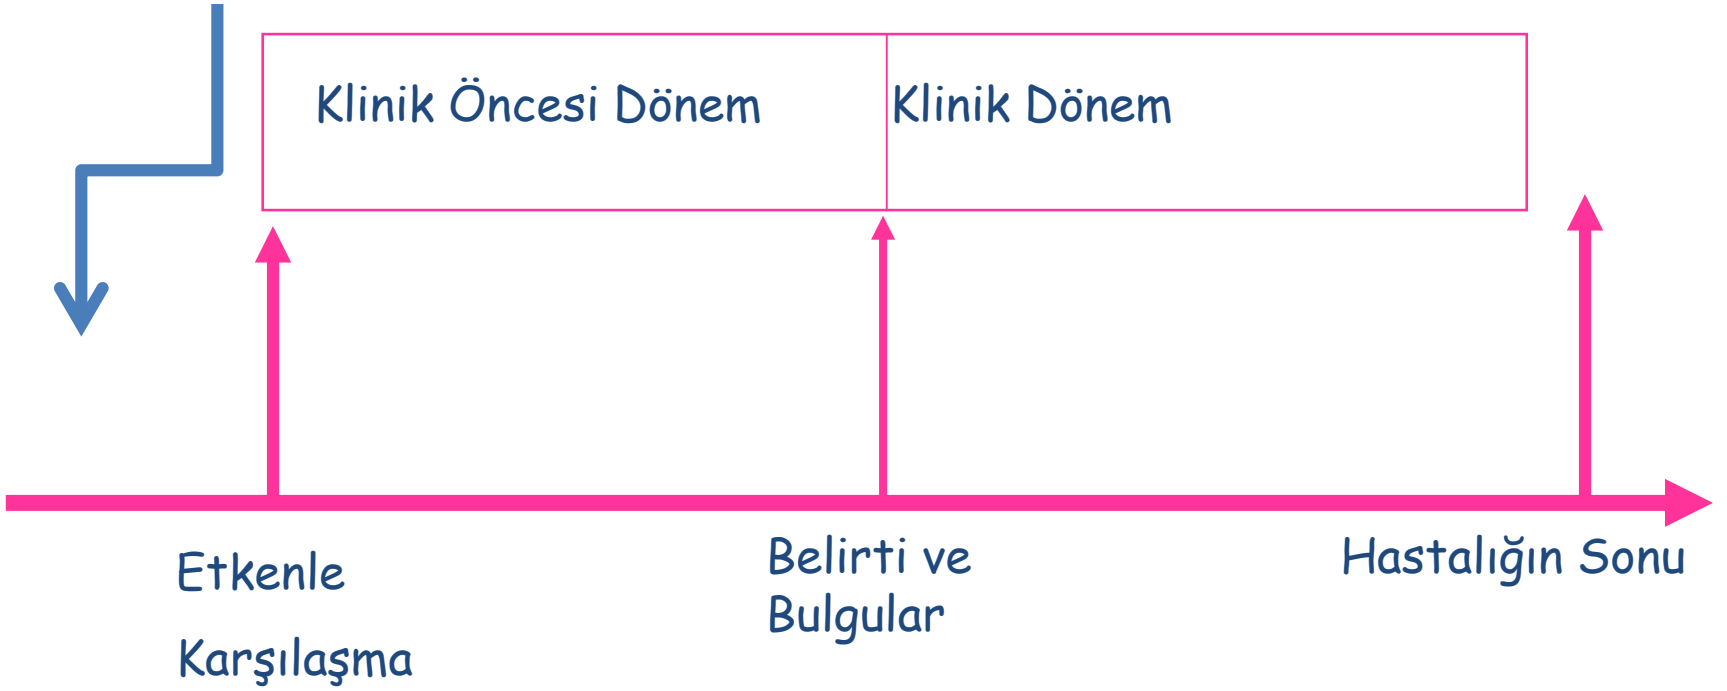 Klinik Öncesi Dönem
Klinik Dönem
Etkenle
Karşılaşma
Belirti ve
Bulgular
Hastalığın Sonu